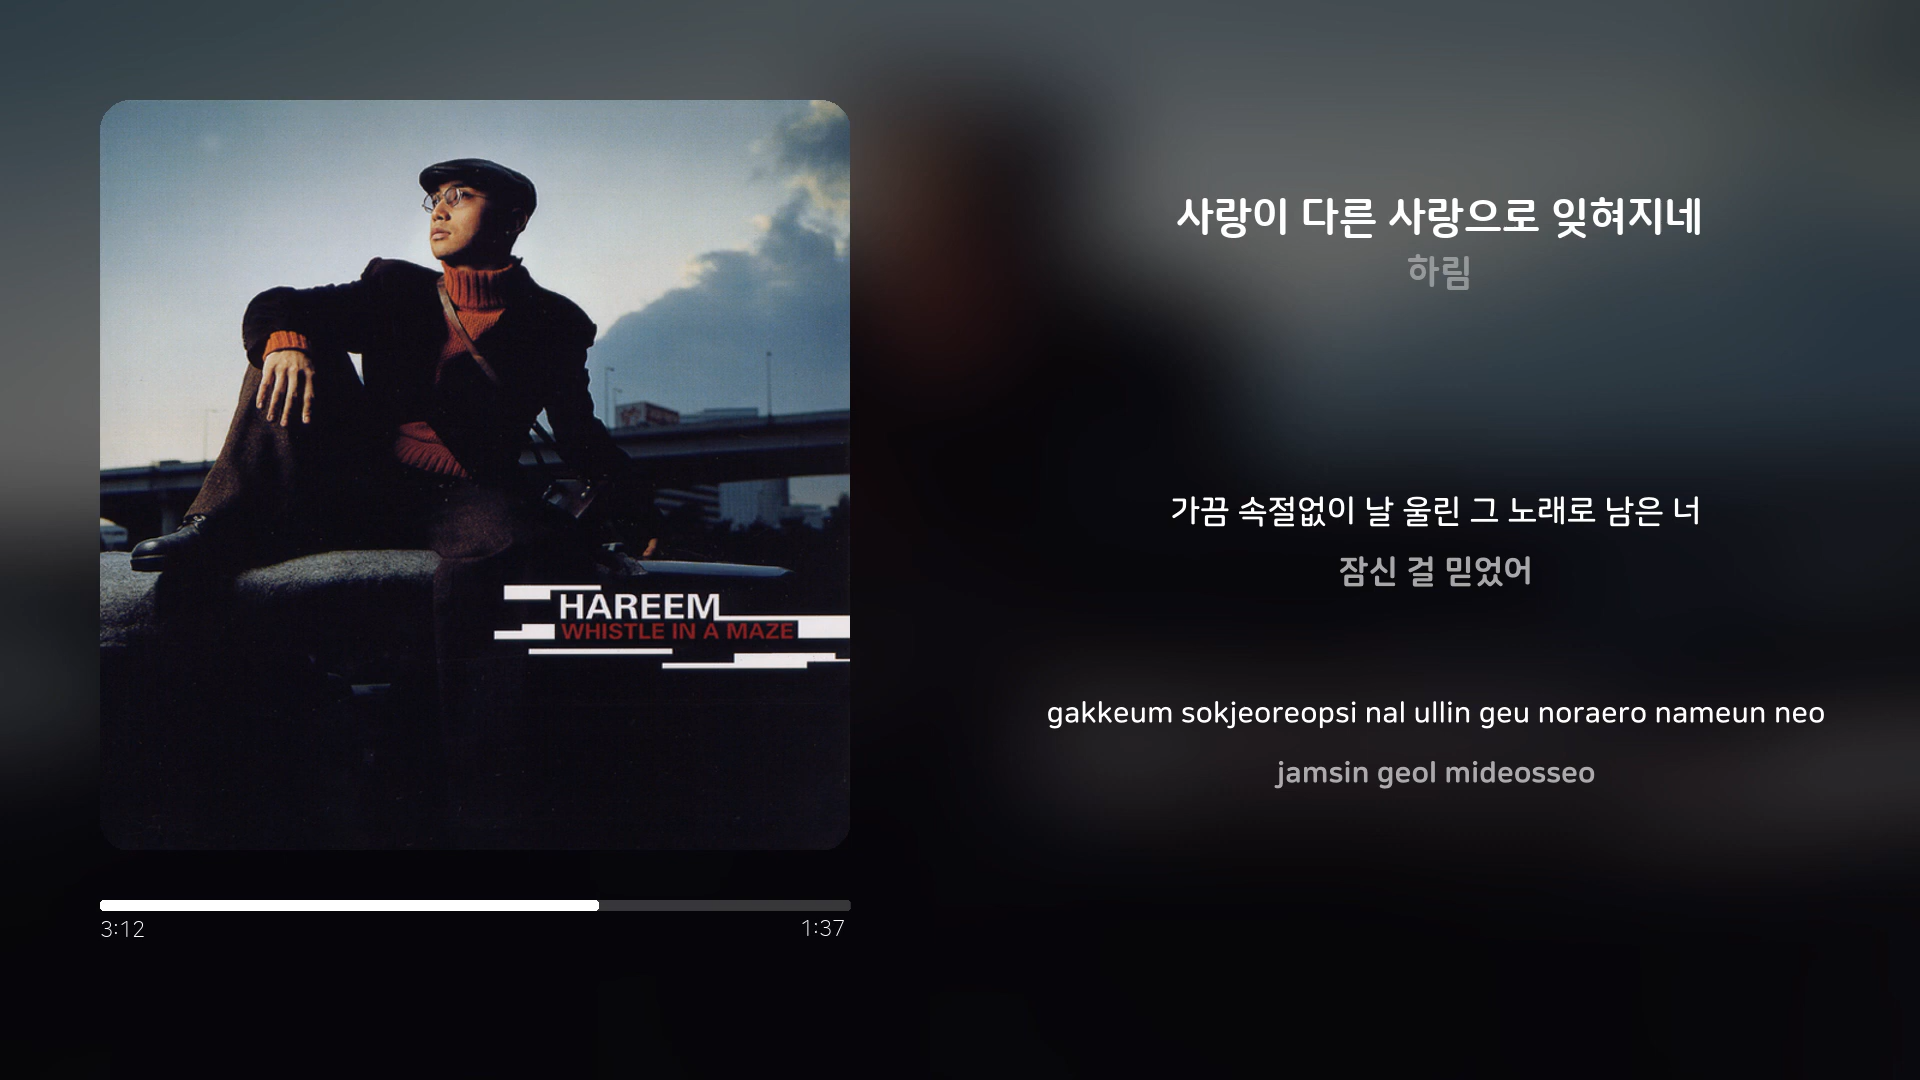 HAREEM
WHISTLE IN A MAZE
3:12
1:37
사랑이 다른 사랑으로 잊혀지네
하림
가끔 속절없이 날 울린 그 노래로 남은 너
잠신 걸 믿었어
gakkeum sokjeoreopsi nal ullin geu noraero nameun neo
jamsin geol mideosseo